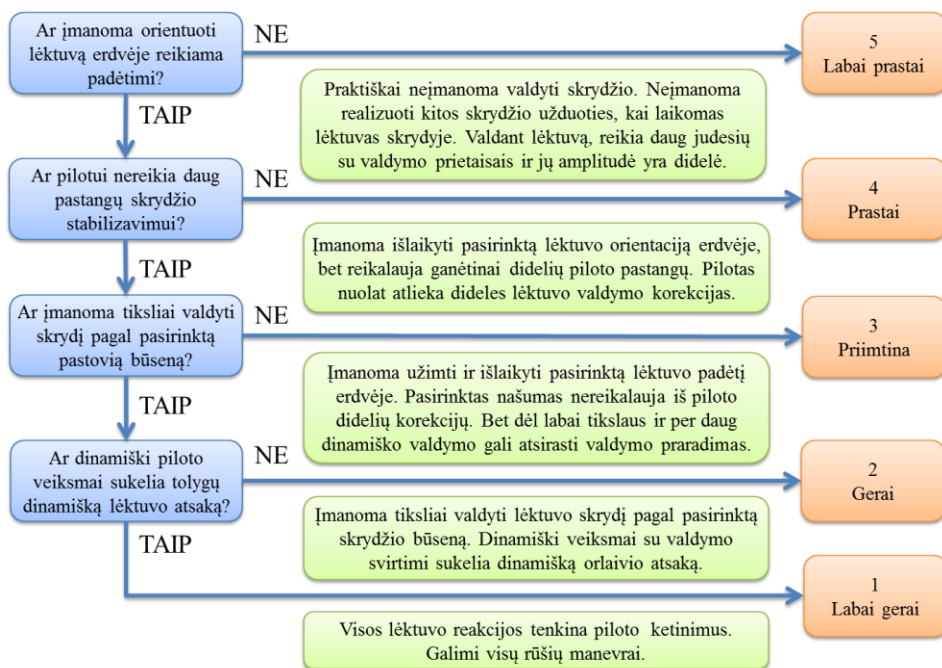 Ar įmanoma orientuoti
lėktuvą erdvėje reikiama
padėtimi?
NE
5
Labai prastai
TAIP
Praktiškai neįmanoma valdyti skrydžio. Neįmanoma
realizuoti kitos skrydžio užduoties, kai laikomas
lėktuvas skrydyje. Valdant lėktuvą, reikia daug judesių
su valdymo prietaisais ir jų amplitudė yra didelė.
Ar pilotui nereikia daug
pastangų skrydžio
stabilizavimui?
NE
4
Prastai
TAIP
Įmanoma išlaikyti pasirinktą lėktuvo orientaciją erdvėje,
bet reikalauja ganėtinai didelių piloto pastangų. Pilotas
nuolat atlieka dideles lėktuvo valdymo korekcijas.
Ar įmanoma tiksliai valdyti
skrydį pagal pasirinktą
pastovią būseną?
NE
3
Priimtina
TAIP
Įmanoma užimti ir išlaikyti pasirinktą lėktuvo padėtį
erdvėje. Pasirinktas našumas nereikalauja iš piloto
didelių korekcijų. Bet dėl labai tikslaus ir per daug
dinamiško valdymo gali atsirasti valdymo praradimas.
Ar dinamiški piloto
veiksmai sukelia tolygų
dinamišką lėktuvo atsaką?
NE
2
Gerai
TAIP
Įmanoma tiksliai valdyti lėktuvo skrydį pagal pasirinktą
skrydžio būseną. Dinamiški veiksmai su valdymo
svirtimi sukelia dinamišką orlaivio atsaką.
1
Labai gerai
Visos lėktuvo reakcijos tenkina piloto ketinimus.
Galimi visų rūšių manevrai.